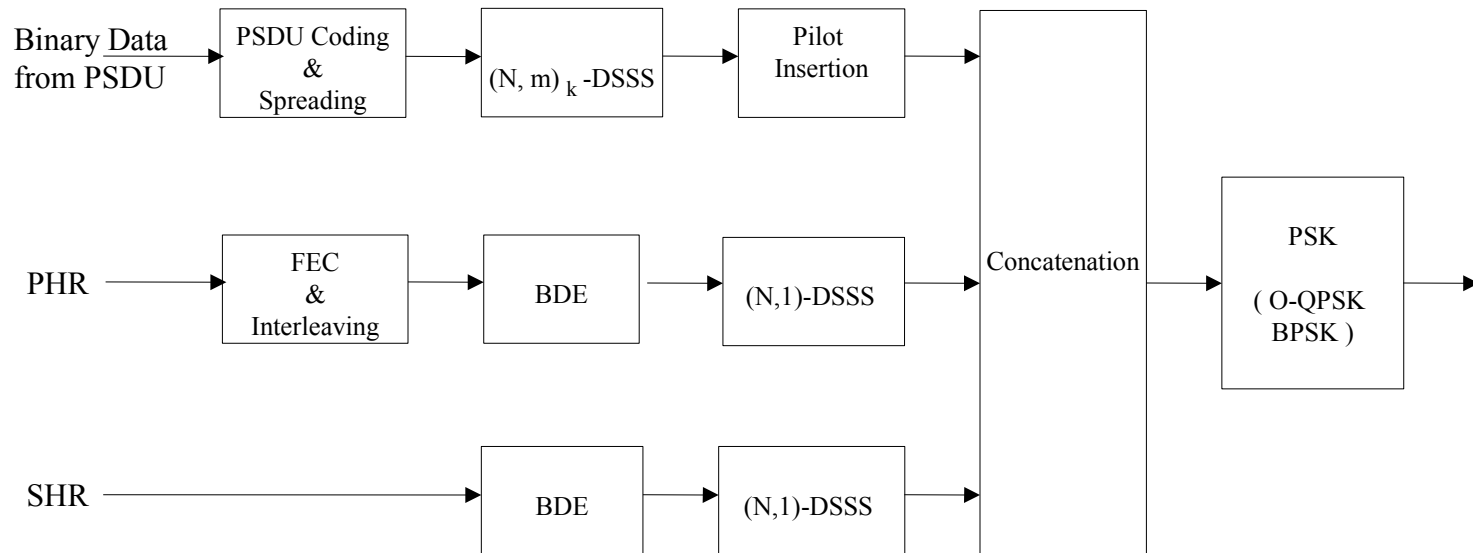 Binary Data
from PSDU
PSDU Coding
&
Spreading
(N, m) k -DSSS
Pilot
Insertion
PHR
FEC
&
Interleaving
BDE
(N,1)-DSSS
Concatenation
PSK
( O-QPSK
BPSK )
SHR
BDE
(N,1)-DSSS